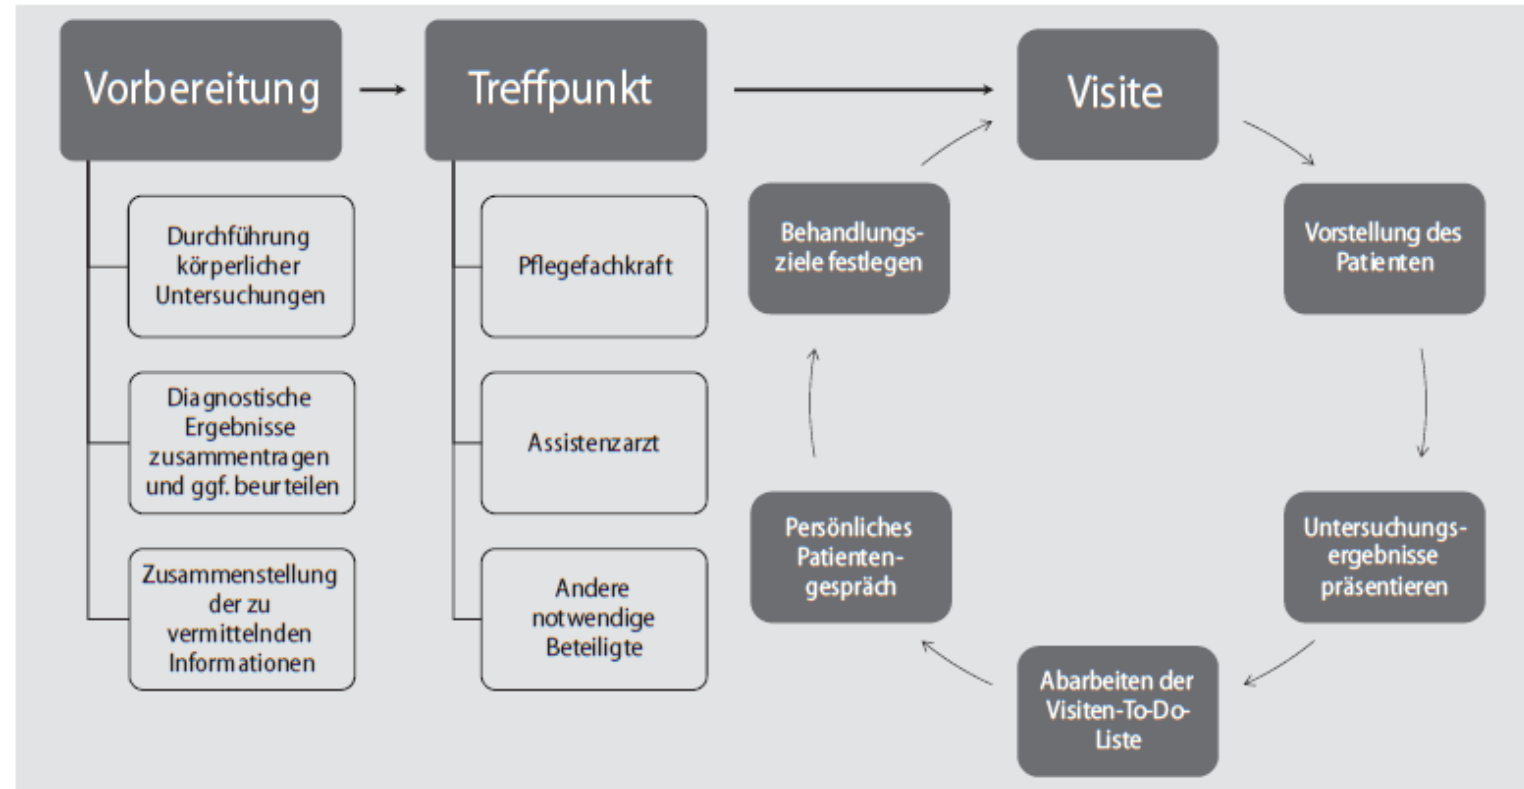 Vorbereitung
Durchführung
körperlicher
Untersuchungen
Diagnostische
Ergebnisse
zusammentragen
und ggf. beurteilen
Zusammenstellung
der zu
vermittelnden
Informationen
Treffpunkt
Pflegefachkraft
Assistenzarzt
Andere
notwendige
Beteiligte
Visite
Vorstellung des
Patienten
Untersuchungs-
ergebnisse
präsentieren
Abarbeiten der
Visiten-To-Do-
Liste
Persönliches
Patienten-
gespräch
Behandlungs-
ziele festlegen